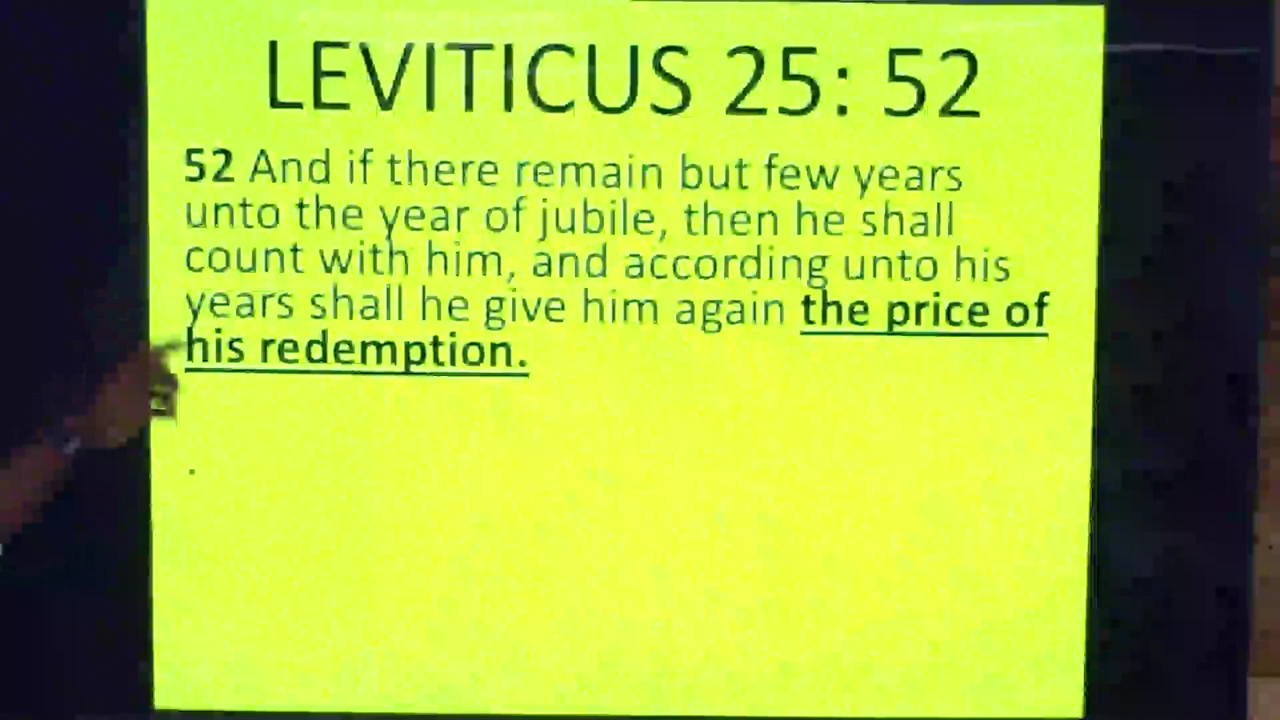 LEVITICUS 25: 52
52 And if there remain but few years
unto the year of jubile, then he shall
count with him, and according unto his
years shall he give him again the price of
his redemption.